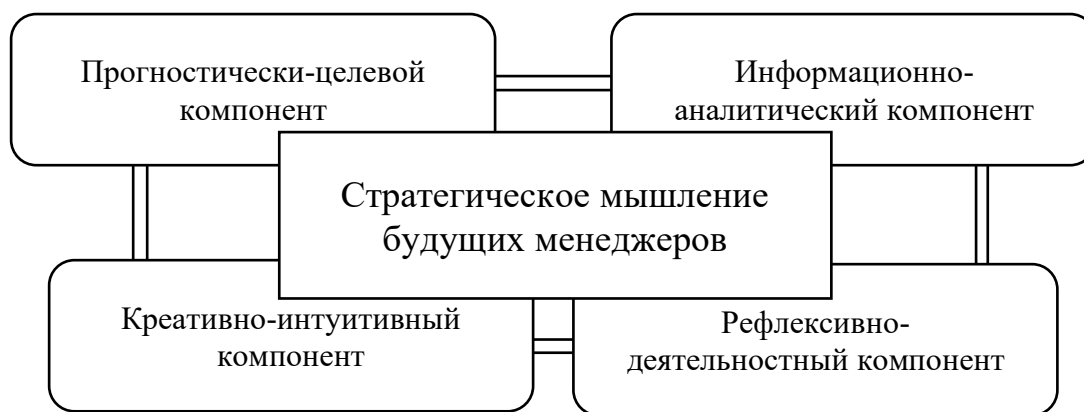 Прогностически-целевой
компонент
Информационно-
аналитический компонент
Стратегическое мышление
будущих менеджеров
Креативно-интуитивный
компонент
Рефлексивно-
деятельностный компонент